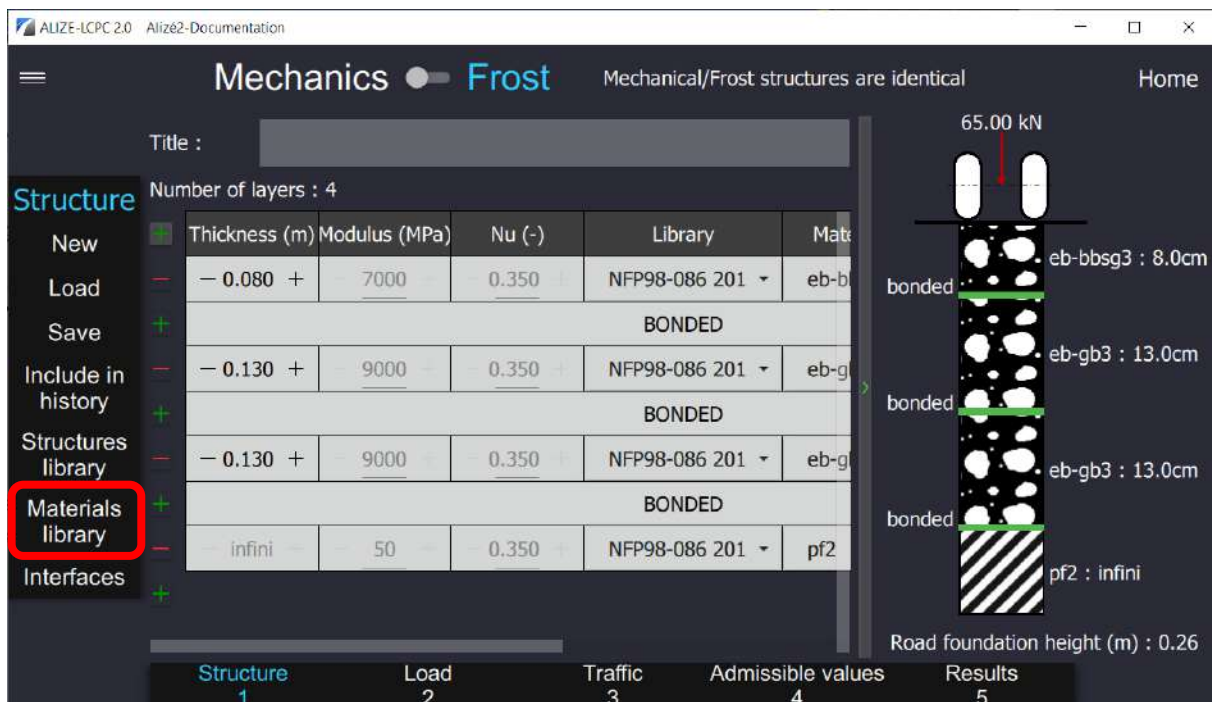 ALIZE-LCPC 2.0 Alizé2-Documentation
Mechanics Frost Mechanical/Frost structures are identical Home
Title :
Number of layers : 4
Structure
New
Load
Save
Include in
history
Structures
library
Materials
library
Interfaces
Thickness (m) Modulus (MPa) Nu (-) Library Mate
− 0.080 + − 7000 + − 0.350 + NFP98-086 201 eb-b
BONDED
− 0.130 + − 9000 + − 0.350 + NFP98-086 201 eb-g
BONDED
− 0.130 + − 9000 + − 0.350 + NFP98-086 201 eb-g
BONDED
− infini − 50 − 0.350 + NFP98-086 201 pf2
65.00 kN
eb-bbsg3 : 8.0cm
bonded
eb-gb3 : 13.0cm
bonded
eb-gb3 : 13.0cm
bonded
pf2 : infini
Road foundation height (m) : 0.26
Structure Load Traffic Admissible values Results
1 2 3 4 5